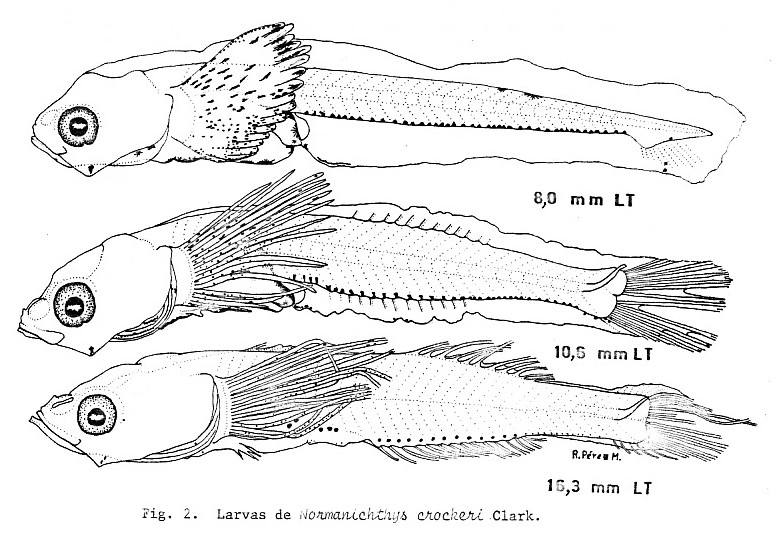 8,0 mm LT
10,6 mm LT
R. Pérez M.
16,3 mm LT
Fig. 2. Larvas de Normanichthys crockeri Clark.